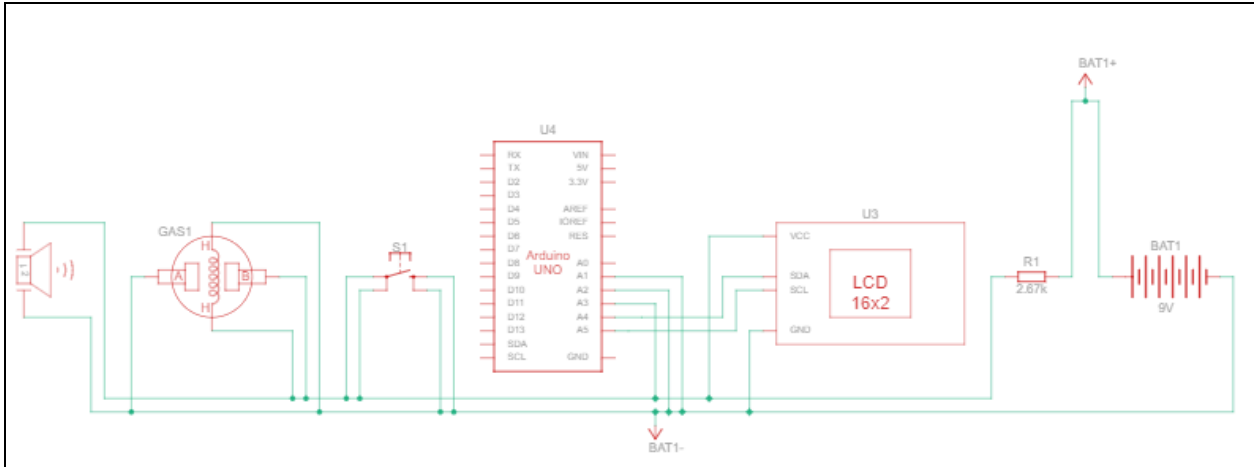 BAT1+
U4
RX VIN
TX 5V
D2 3.3V
D3
D4 AREF
D5 IOREF
D6 RES
D7
D8 A0
D9 A1
D10 A2
D11 A3
D12 A4
D13 A5
SDA
SCL GND
Arduino
UNO
GAS1
H
A
B
H
S1
U3
VCC
SDA
SCL
GND
LCD
16x2
R1
2.67k
BAT1
9V
1 2
BAT1-